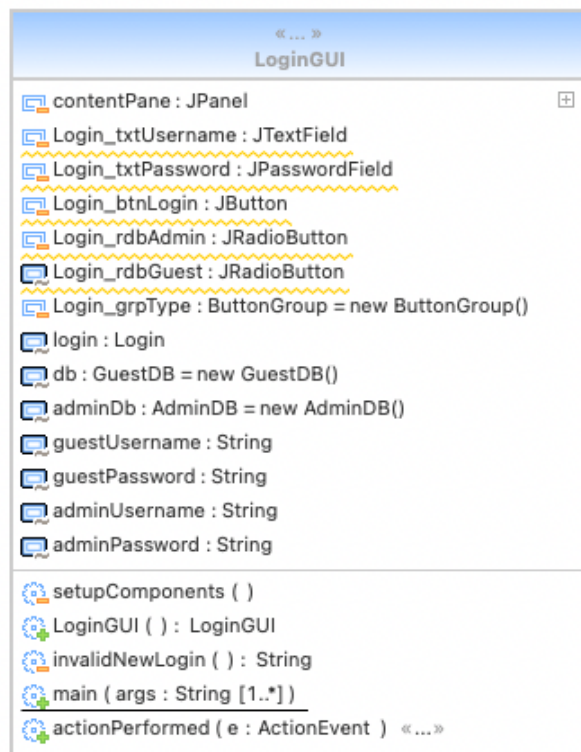 «... »
LoginGUI
contentPane : JPanel
Login_txtUsername : JTextField
Login_txtPassword : JPasswordField
Login_btnLogin : JButton
Login_rdbAdmin : JRadioButton
Login_rdbGuest : JRadioButton
Login_grpType : ButtonGroup = new ButtonGroup()
login : Login
db : GuestDB = new GuestDB()
adminDb : AdminDB = new AdminDB()
guestUsername : String
guestPassword : String
adminUsername : String
adminPassword : String
setupComponents ( )
LoginGUI ( ) : LoginGUI
invalidNewLogin ( ) : String
main ( args : String [1..*] )
actionPerformed ( e : ActionEvent ) «...»